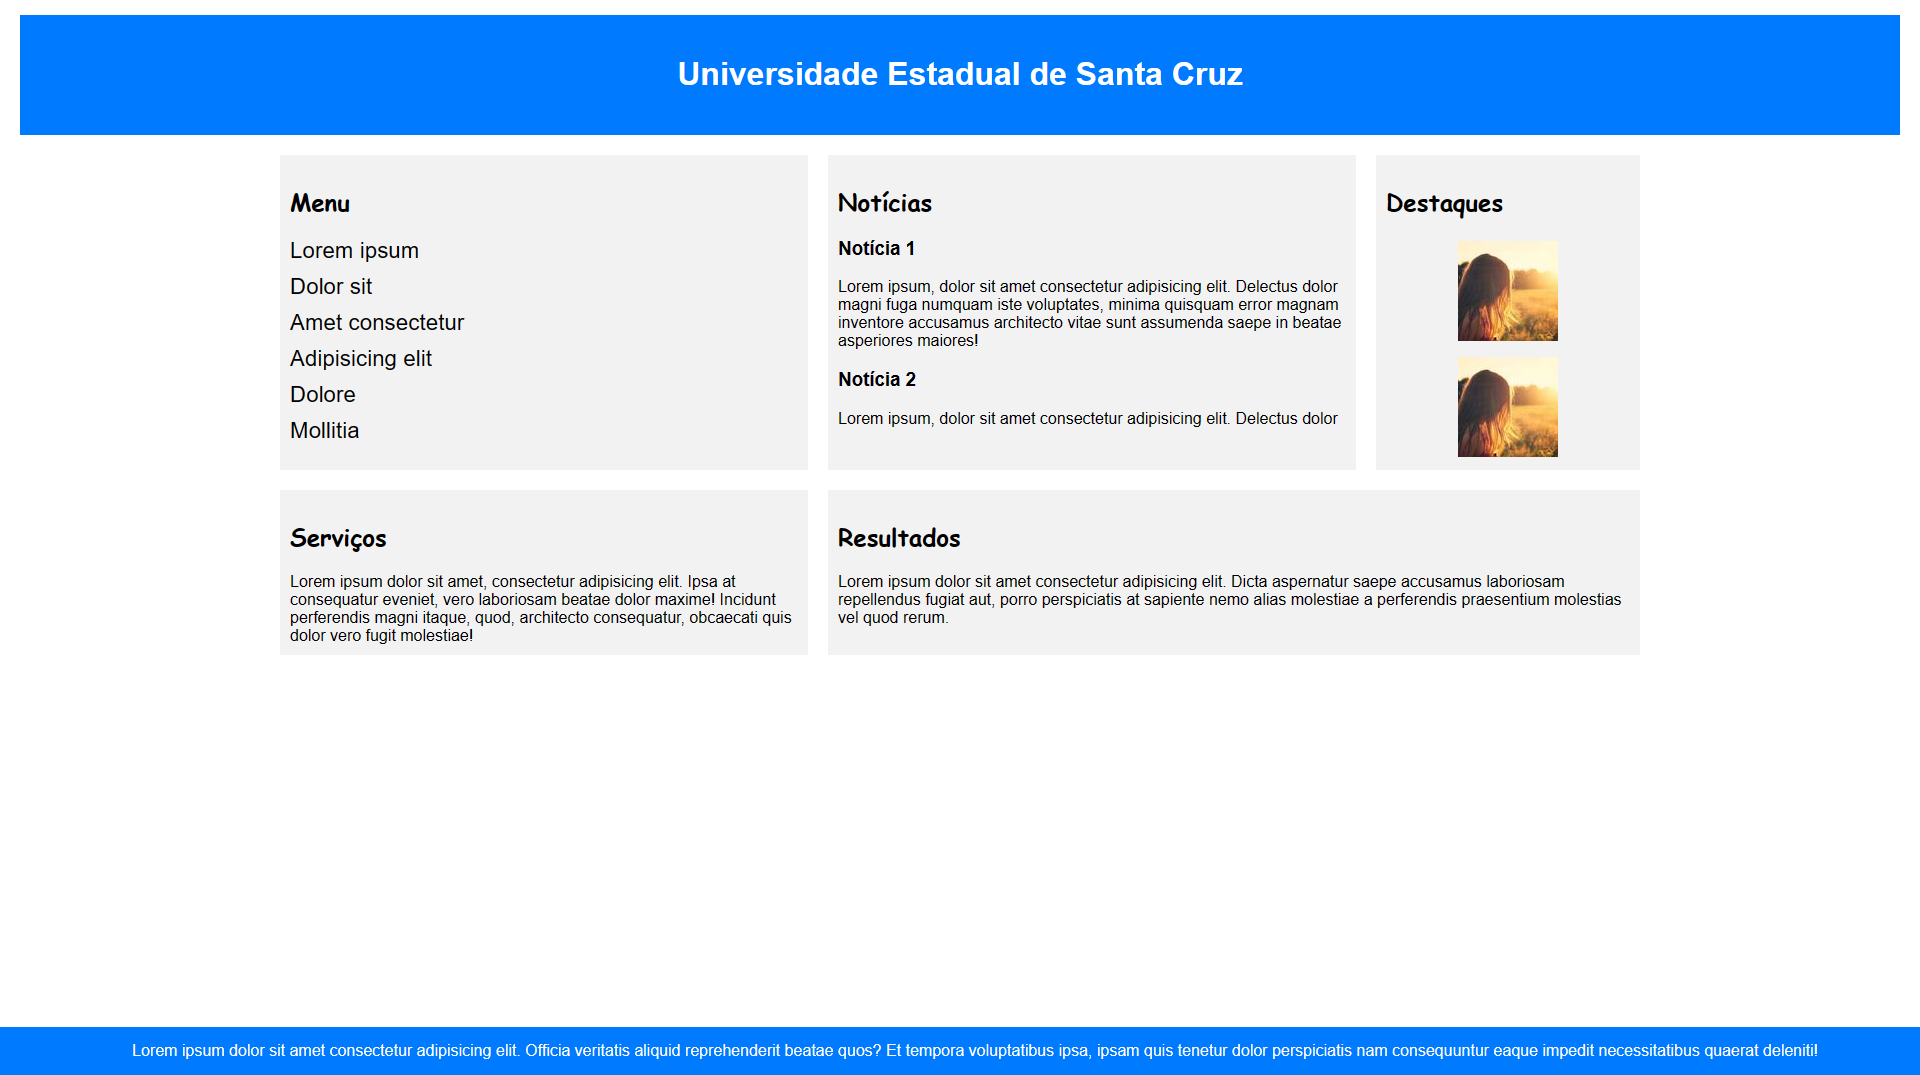 Universidade Estadual de Santa Cruz
Menu
Lorem ipsum
Dolor sit
Amet consectetur
Adipisicing elit
Dolore
Mollitia
Notícias
Notícia 1
Lorem ipsum, dolor sit amet consectetur adipisicing elit. Delectus dolor
magni fuga numquam iste voluptates, minima quisquam error magnam
inventore accusamus architecto vitae sunt assumenda saepe in beatae
asperiores maiores!
Notícia 2
Lorem ipsum, dolor sit amet consectetur adipisicing elit. Delectus dolor
Destaques
Serviços
Lorem ipsum dolor sit amet, consectetur adipisicing elit. Ipsa at
consequatur eveniet, vero laboriosam beatae dolor maxime! Incidunt
perferendis magni itaque, quod, architecto consequatur, obcaecati quis
dolor vero fugit molestiae!
Resultados
Lorem ipsum dolor sit amet consectetur adipisicing elit. Dicta aspernatur saepe accusamus laboriosam
repellendus fugiat aut, porro perspiciatis at sapiente nemo alias molestiae a perferendis praesentium molestias
vel quod rerum.
Lorem ipsum dolor sit amet consectetur adipisicing elit. Officia veritatis aliquid reprehenderit beatae quos? Et tempora voluptatibus ipsa, ipsam quis tenetur dolor perspiciatis nam consequuntur eaque impedit necessitatibus quaerat deleniti!